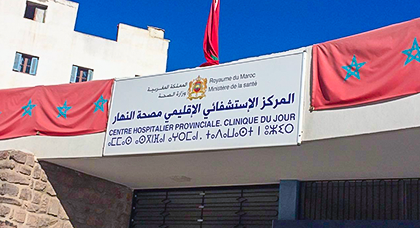 المملكة المغربية
وزارة الصحة
Royaume du Maroc
Ministère de la santé
المركز الإستشفائي الإقليمي مصحة النهار
CENTRE HOSPITALIER PROVINCIALE. CLINIQUE DU JOUR